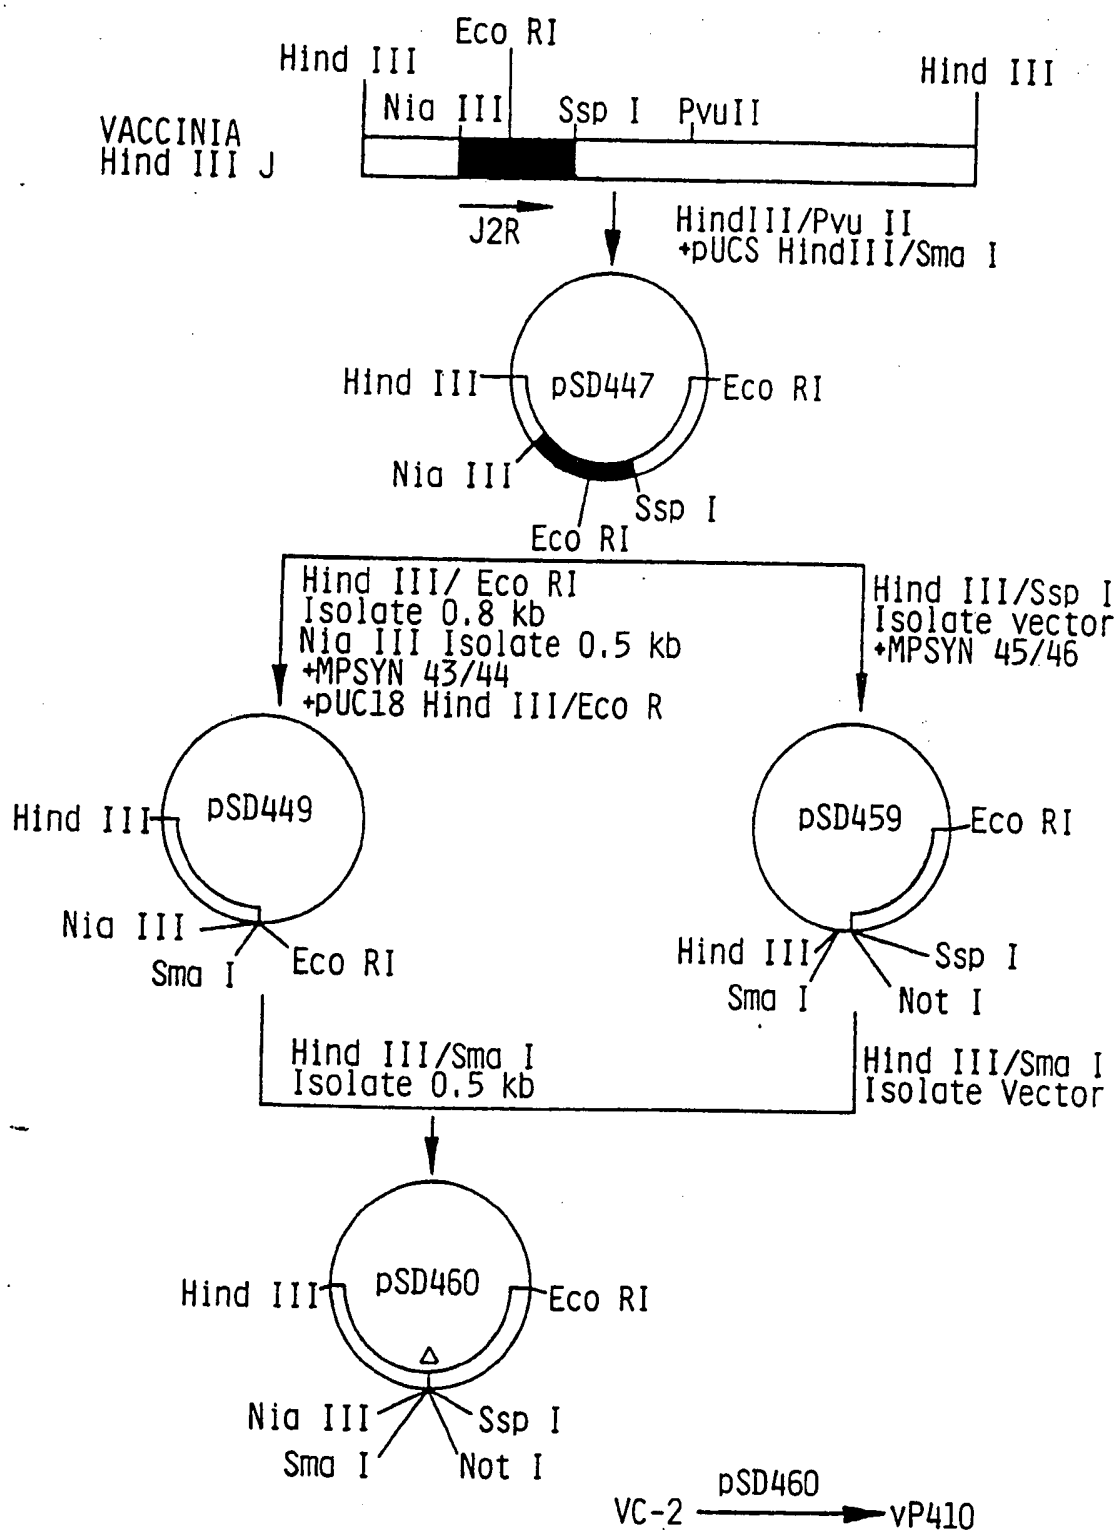 Eco RI
Hind III
Hind III
Nia III
Ssp I
PvuII
VACCINIA
Hind III J
J2R
HindIII/Pvu II
+pUCS HindIII/Sma I
Hind III
pSD447
Eco RI
Nia III
Ssp I
Eco RI
Hind III/ Eco RI
Isolate 0.8 kb
Nia III Isolate 0.5 kb
+MPSYN 43/44
+pUC18 Hind III/Eco R
Hind III/Ssp I
Isolate vector
+MPSYN 45/46
Hind III
pSD449
Nia III
Sma I
Eco RI
pSD459
Eco RI
Hind III
Sma I
Ssp I
Not I
Hind III/Sma I
Isolate 0.5 kb
Hind III/Sma I
Isolate Vector
Hind III
pSD460
Eco RI
Δ
Nia III
Sma I
Ssp I
Not I
pSD460
VC-2
vP410